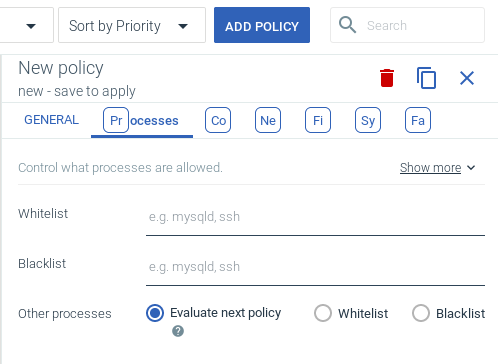 Sort by Priority
ADD POLICY
Search
New policy
new - save to apply
GENERAL
Processes
Co
Ne
Fi
Sy
Fa
Control what processes are allowed.
Show more
Whitelist
e.g. mysqld, ssh
Blacklist
e.g. mysqld, ssh
Other processes
Evaluate next policy
?
Whitelist
Blacklist